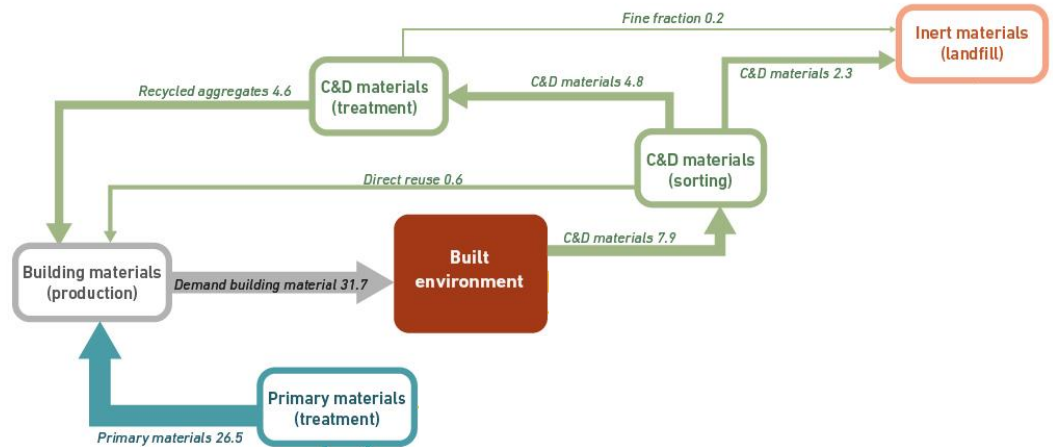 Fine fraction 0.2
Inert materials
(landfill)
C&D materials
(treatment)
C&D materials 4.8
C&D materials 2.3
Recycled aggregates 4.6
C&D materials
(sorting)
Direct reuse 0.6
C&D materials 7.9
Built
environment
Building materials
(production)
Demand building material 31.7
Primary materials
(treatment)
Primary materials 26.5